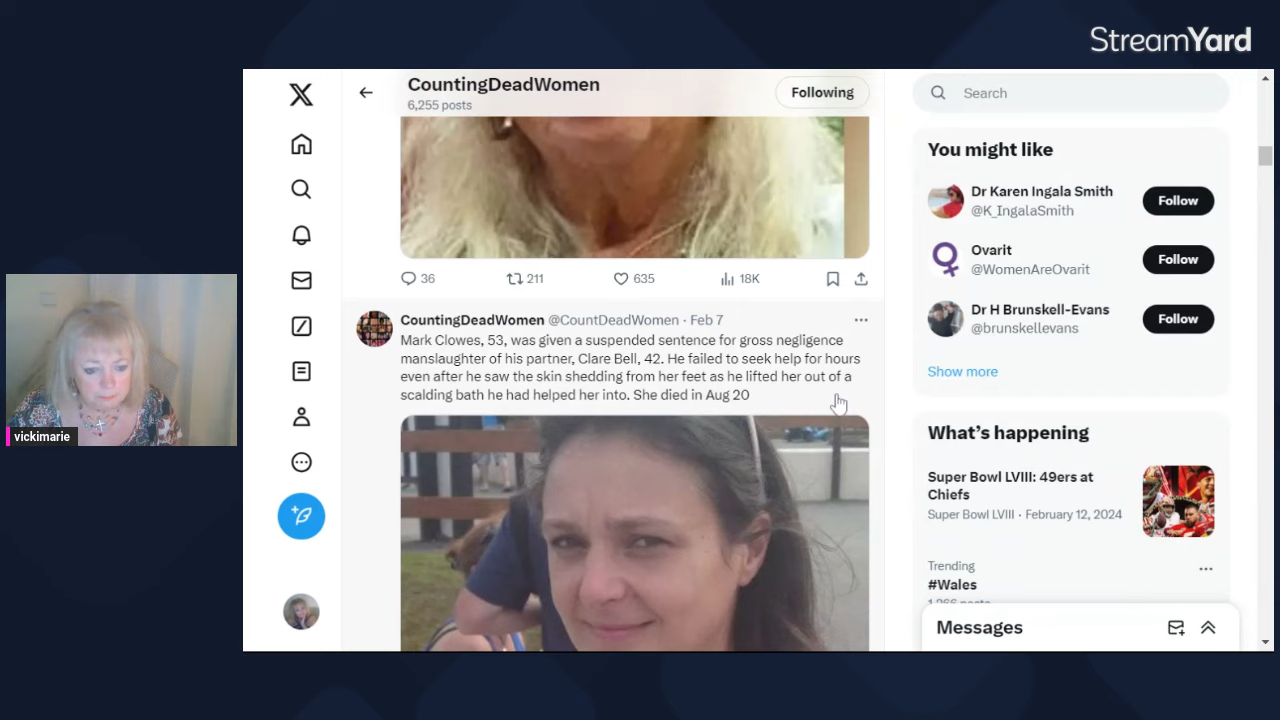 StreamYard
CountingDeadWomen
6,255 posts
Following
Search
36
211
635
18K
CountingDeadWomen @CountDeadWomen · Feb 7
Mark Clowes, 53, was given a suspended sentence for gross negligence
manslaughter of his partner, Clare Bell, 42. He failed to seek help for hours
even after he saw the skin shedding from her feet as he lifted her out of a
scalding bath he had helped her into. She died in Aug 20
You might like
Dr Karen Ingala Smith
@K_IngalaSmith
Follow
Ovarit
@WomenAreOvarit
Follow
Dr H Brunskell-Evans
@brunskellevans
Follow
Show more
What's happening
Super Bowl LVIII: 49ers at
Chiefs
Super Bowl LVIII · February 12, 2024
Trending
#Wales
Messages
vickimarie